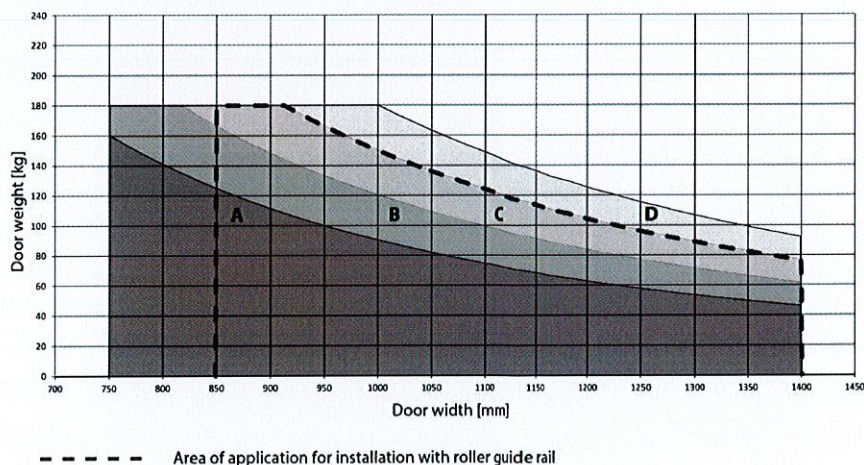 240
220
200
180
160
140
120
100
80
60
40
20
0
Door weight [kg]
A B C D
700 750 800 850 900 950 1000 1050 1100 1150 1200 1250 1300 1350 1400 1450
Door width [mm]
Area of application for installation with roller guide rail